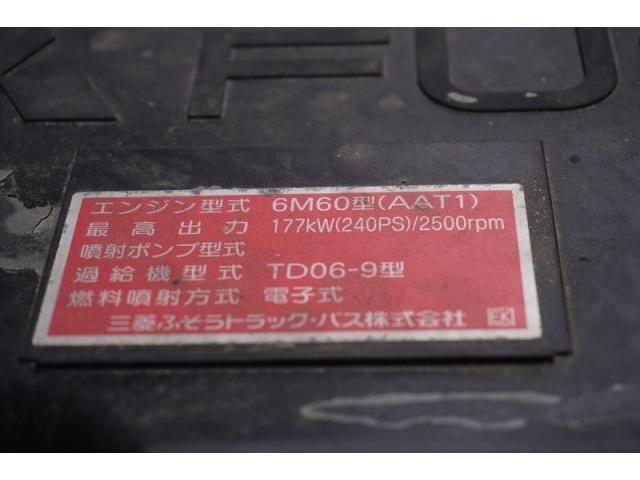 KFU
エンジン型式 6M60型(AAT1)
最高出力 177kW(240PS)/2500rpm
噴射ポンプ型式
過給機型式 TD06-9型
燃料噴射方式 電子式
三菱ふそうトラック・バス株式会社 EK